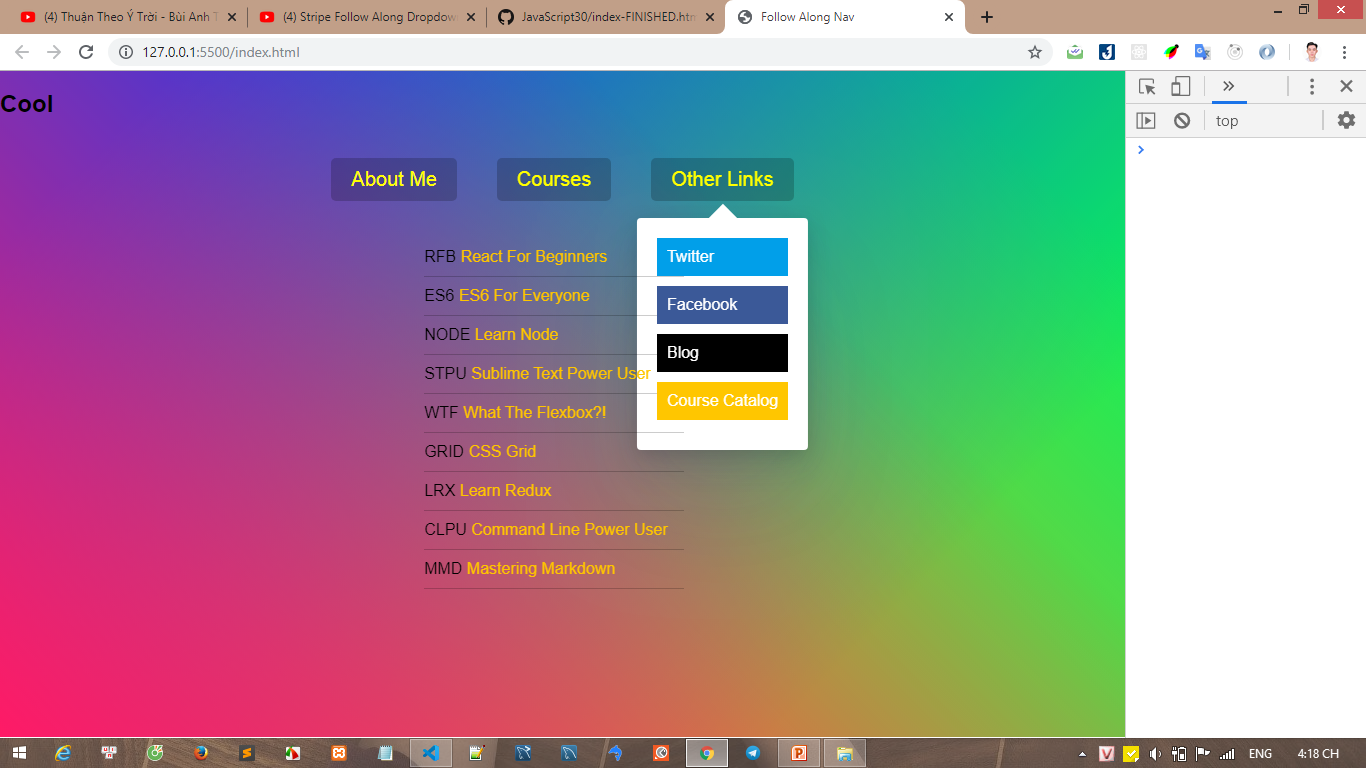 (4) Thuận Theo Ý Trời - Bùi Anh T
(4) Stripe Follow Along Dropdow
JavaScript30/index-FINISHED.htm
Follow Along Nav
127.0.0.1:5500/index.html
Cool
About Me
Courses
Other Links
top
RFB React For Beginners
ES6 ES6 For Everyone
NODE Learn Node
STPU Sublime Text Power User
WTF What The Flexbox?!
GRID CSS Grid
LRX Learn Redux
CLPU Command Line Power User
MMD Mastering Markdown
Twitter
Facebook
Blog
Course Catalog
ENG
4:18 CH